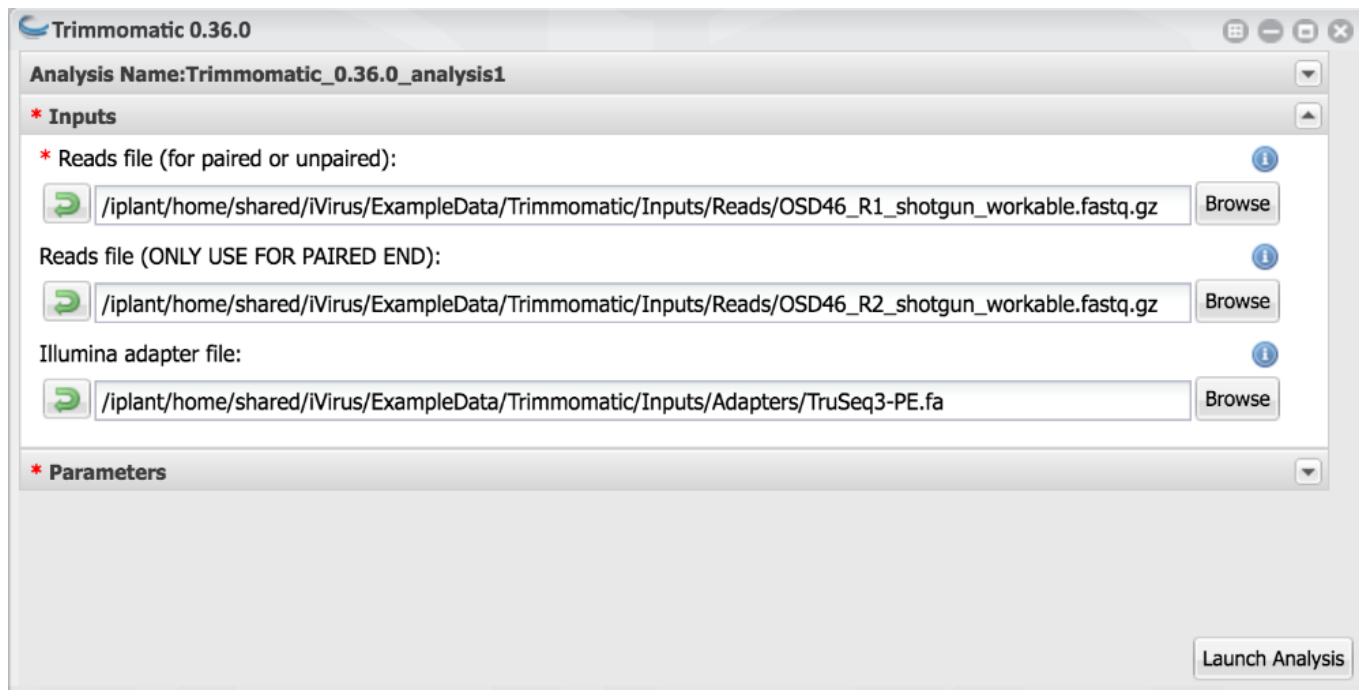 Trimmomatic 0.36.0
Analysis Name:Trimmomatic_0.36.0_analysis1
* Inputs
* Reads file (for paired or unpaired):
/iplant/home/shared/iVirus/ExampleData/Trimmomatic/Inputs/Reads/OSD46_R1_shotgun_workable.fastq.gz Browse
Reads file (ONLY USE FOR PAIRED END):
/iplant/home/shared/iVirus/ExampleData/Trimmomatic/Inputs/Reads/OSD46_R2_shotgun_workable.fastq.gz Browse
Illumina adapter file:
/iplant/home/shared/iVirus/ExampleData/Trimmomatic/Inputs/Adapters/TruSeq3-PE.fa Browse
* Parameters
Launch Analysis